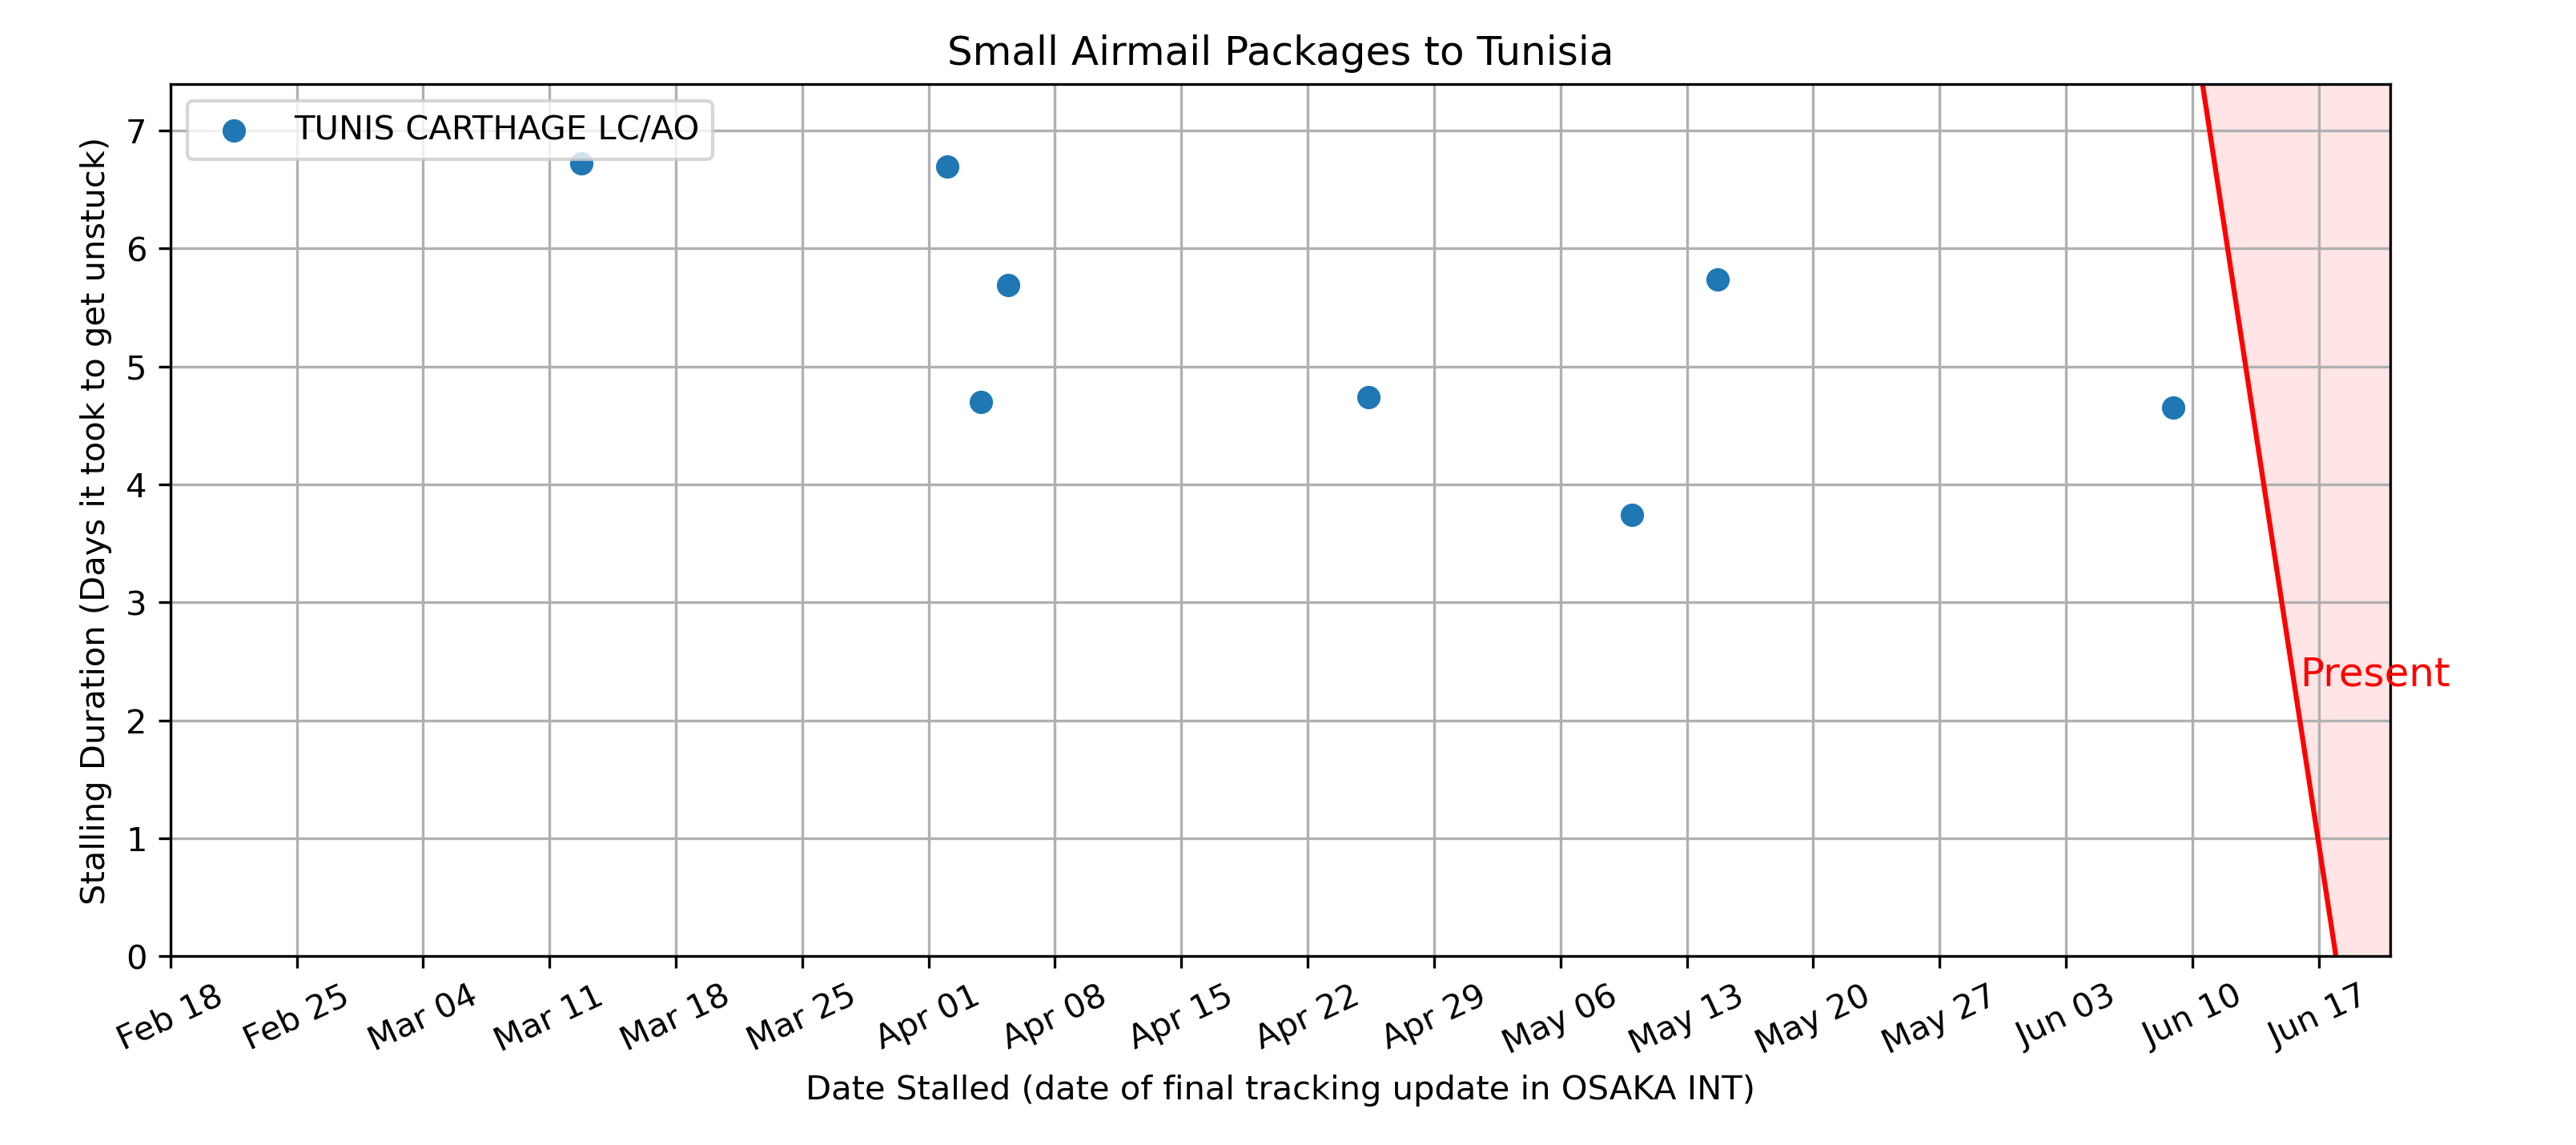 Small Airmail Packages to Tunisia
TUNIS CARTHAGE LC/AO
Stalling Duration (Days it took to get unstuck)
7
6
5
4
3
2
1
0
Present
Feb 18
Feb 25
Mar 04
Mar 11
Mar 18
Mar 25
Apr 01
Apr 08
Apr 15
Apr 22
Apr 29
May 06
May 13
May 20
May 27
Jun 03
Jun 10
Jun 17
Date Stalled (date of final tracking update in OSAKA INT)